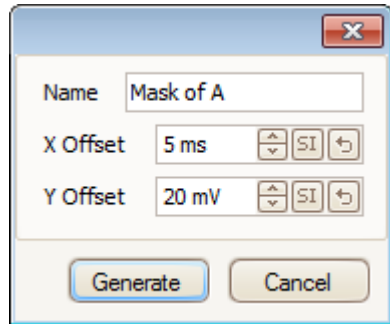 Name Mask of A
X Offset 5 ms SI
Y Offset 20 mV SI
Generate Cancel